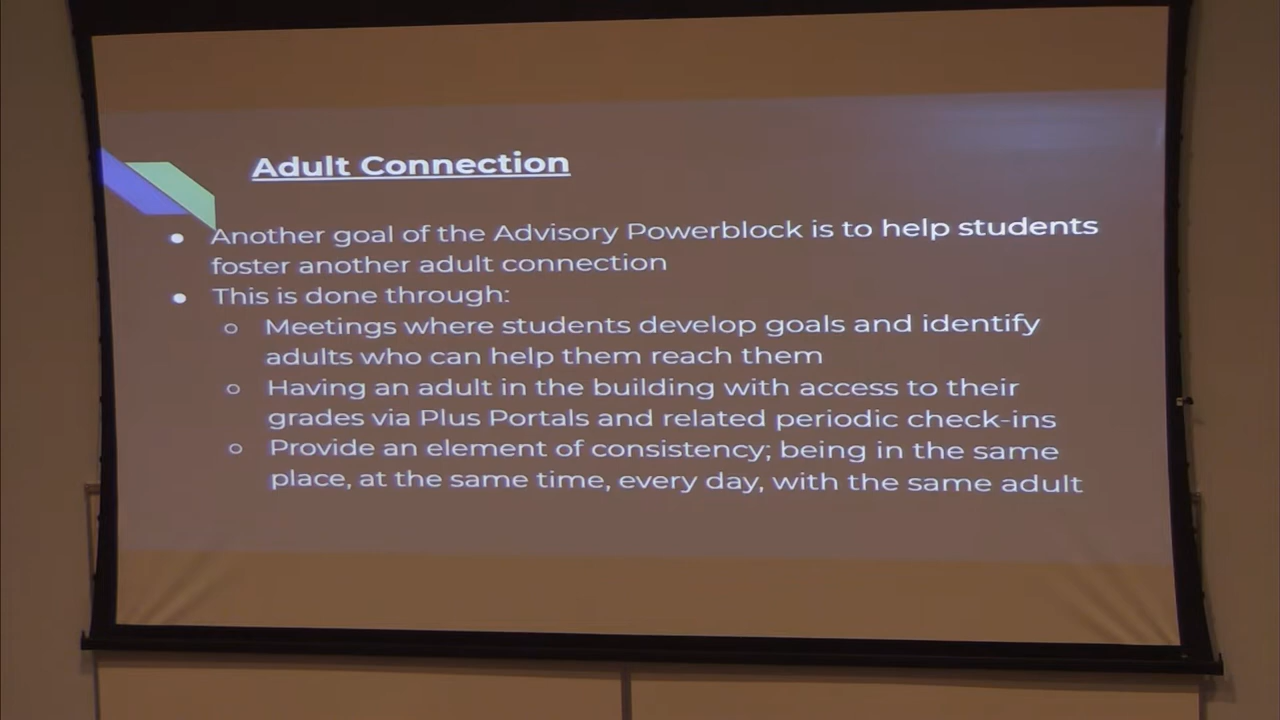 Adult Connection
● Another goal of the Advisory Powerblock is to help students
foster another adult connection
● This is done through:
○ Meetings where students develop goals and identify
adults who can help them reach them
○ Having an adult in the building with access to their
grades via Plus Portals and related periodic check-ins
○ Provide an element of consistency; being in the same
place, at the same time, every day, with the same adult